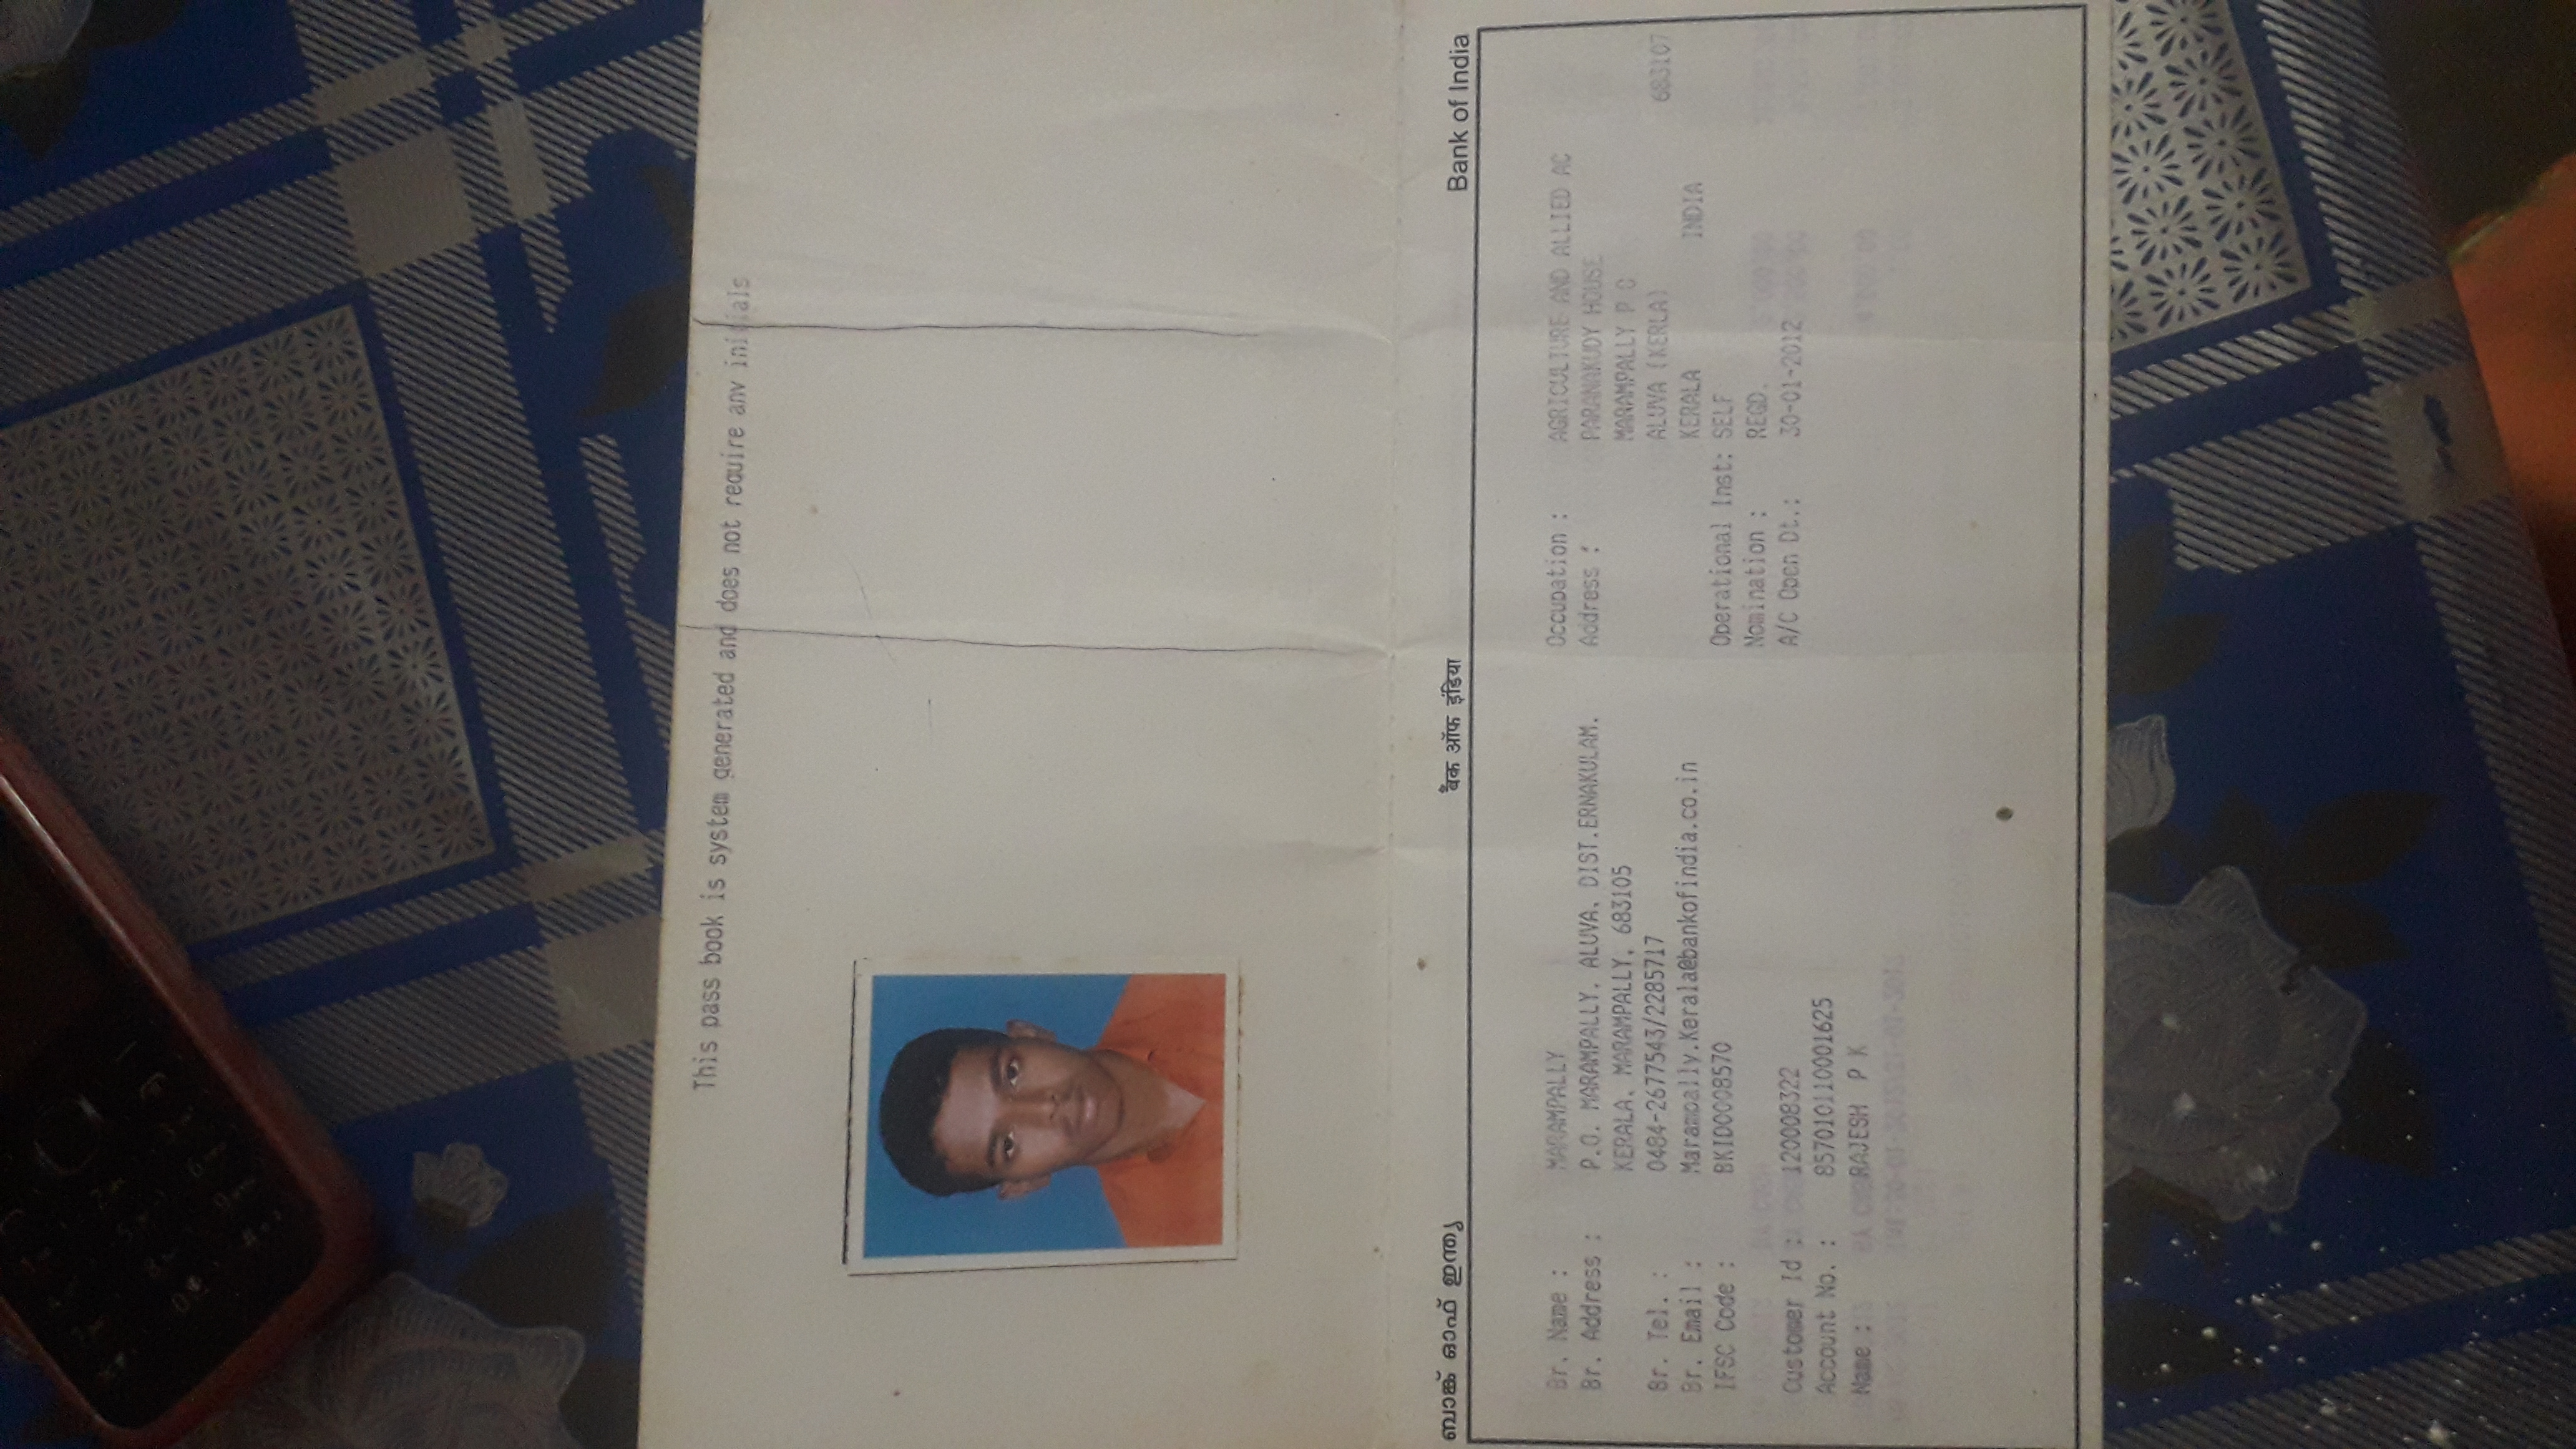 This pass book is system generated and does not require any initials
ബാങ്ക് ഓഫ് ഇന്ത്യ बैंक ऑफ इंडिया Bank of India
Br. Name : MARAMPALLY Occupation : AGRICULTURE AND ALLIED AC
Br. Address : P.O. MARAMPALLY, ALUVA, DIST.ERNAKULAM. Address : PARANAKUDY HOUSE
KERALA, MARAMPALLY, 683105 MARAMPALLY P O
Br. Tel. : 0484-2677543/2285717 ALUVA (KERLA) 683107
Br. Email : Marampally.Kerala@bankofindia.co.in KERALA INDIA
IFSC Code : BKID0008570 Operational Inst: SELF
Nomination : REGD.
Customer Id : 120008322 A/C Open Dt.: 30-01-2012
Account No. : 857010110001625
Name : RAJESH P K